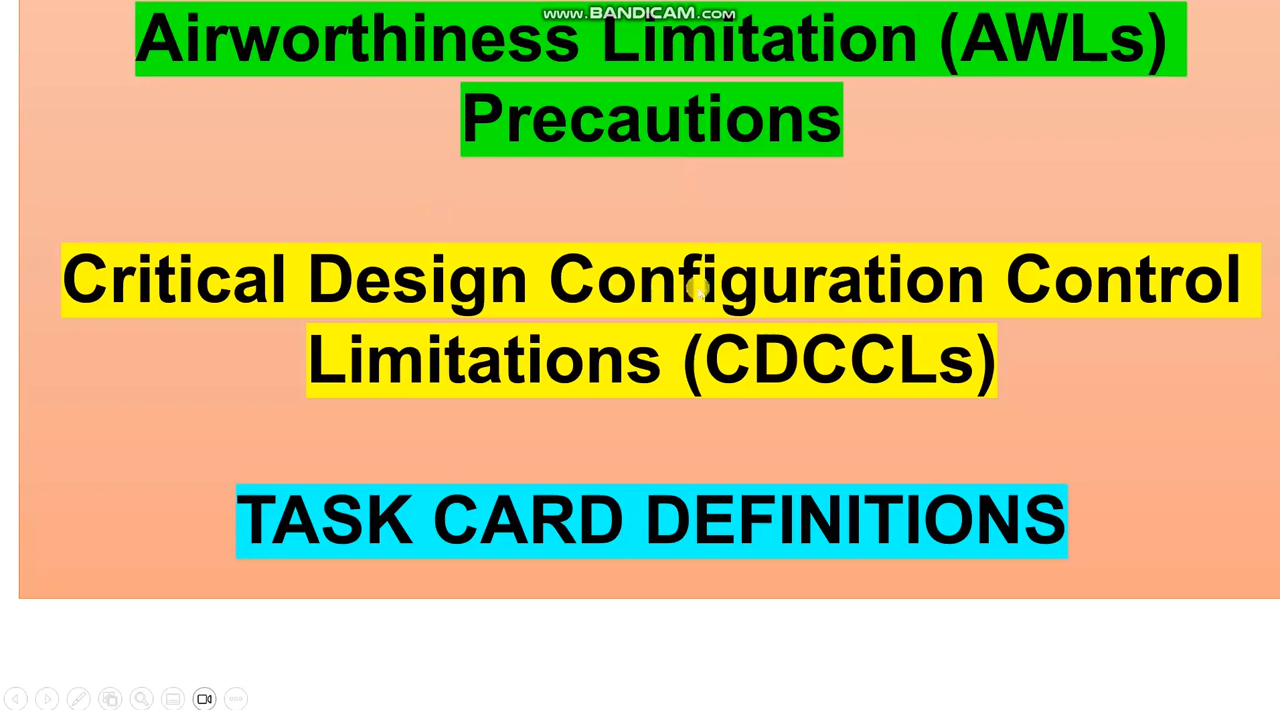 www.BANDICAM.com
Airworthiness Limitation (AWLs)
Precautions
Critical Design Configuration Control
Limitations (CDCCLs)
TASK CARD DEFINITIONS